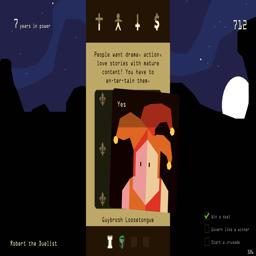 7 years in power
712
People want drama, action,
love stories with mature
content! You have to
en-ter-tain them.
Yes
Guybrush Loosetongue
Robert the Duelist
Win a duel
Govern like a winner
Start a crusade